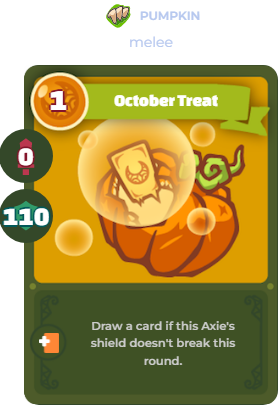 PUMPKIN
melee
1
October Treat
0
110
Draw a card if this Axie's
shield doesn't break this
round.